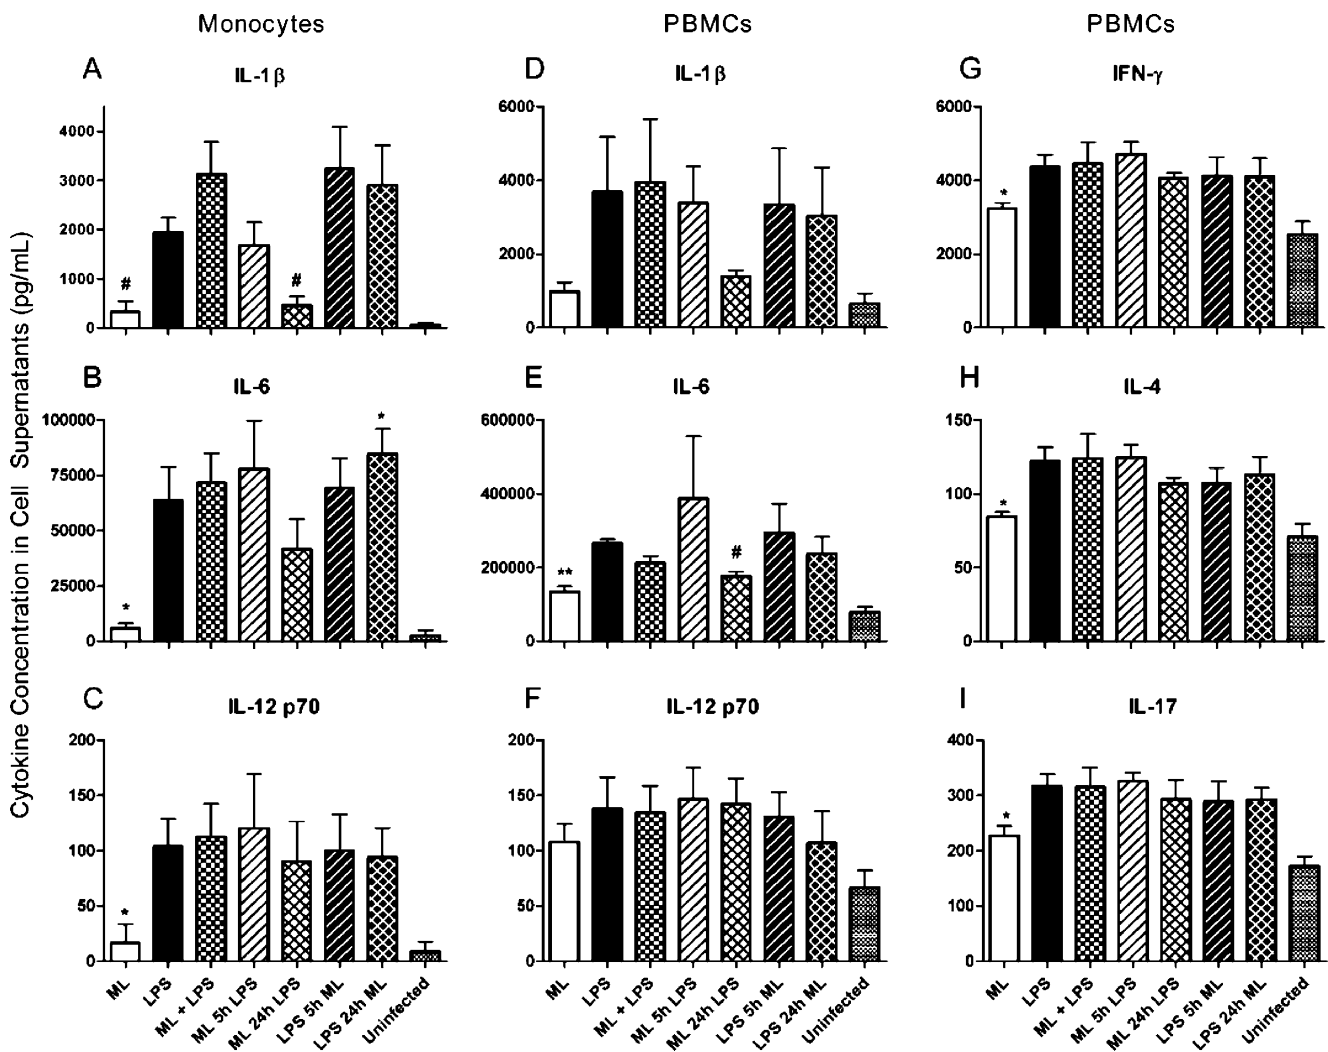 Monocytes
PBMCs
PBMCs
Cytokine Concentration in Cell Supernatants (pg/mL)
A
IL-1β
4000
3000
2000
1000
0
#
#
D
IL-1β
6000
4000
2000
0
G
IFN-γ
6000
4000
2000
0
*
B
IL-6
100000
75000
50000
25000
0
*
*
E
IL-6
600000
400000
200000
0
**
#
H
IL-4
150
100
50
0
*
C
IL-12 p70
200
150
100
50
0
*
ML
LPS
ML + LPS
ML 5h LPS
ML 24h LPS
LPS 5h ML
LPS 24h ML
Uninfected
F
IL-12 p70
200
150
100
50
0
ML
LPS
ML + LPS
ML 5h LPS
ML 24h LPS
LPS 5h ML
LPS 24h ML
Uninfected
I
IL-17
400
300
200
100
0
*
ML
LPS
ML + LPS
ML 5h LPS
ML 24h LPS
LPS 5h ML
LPS 24h ML
Uninfected